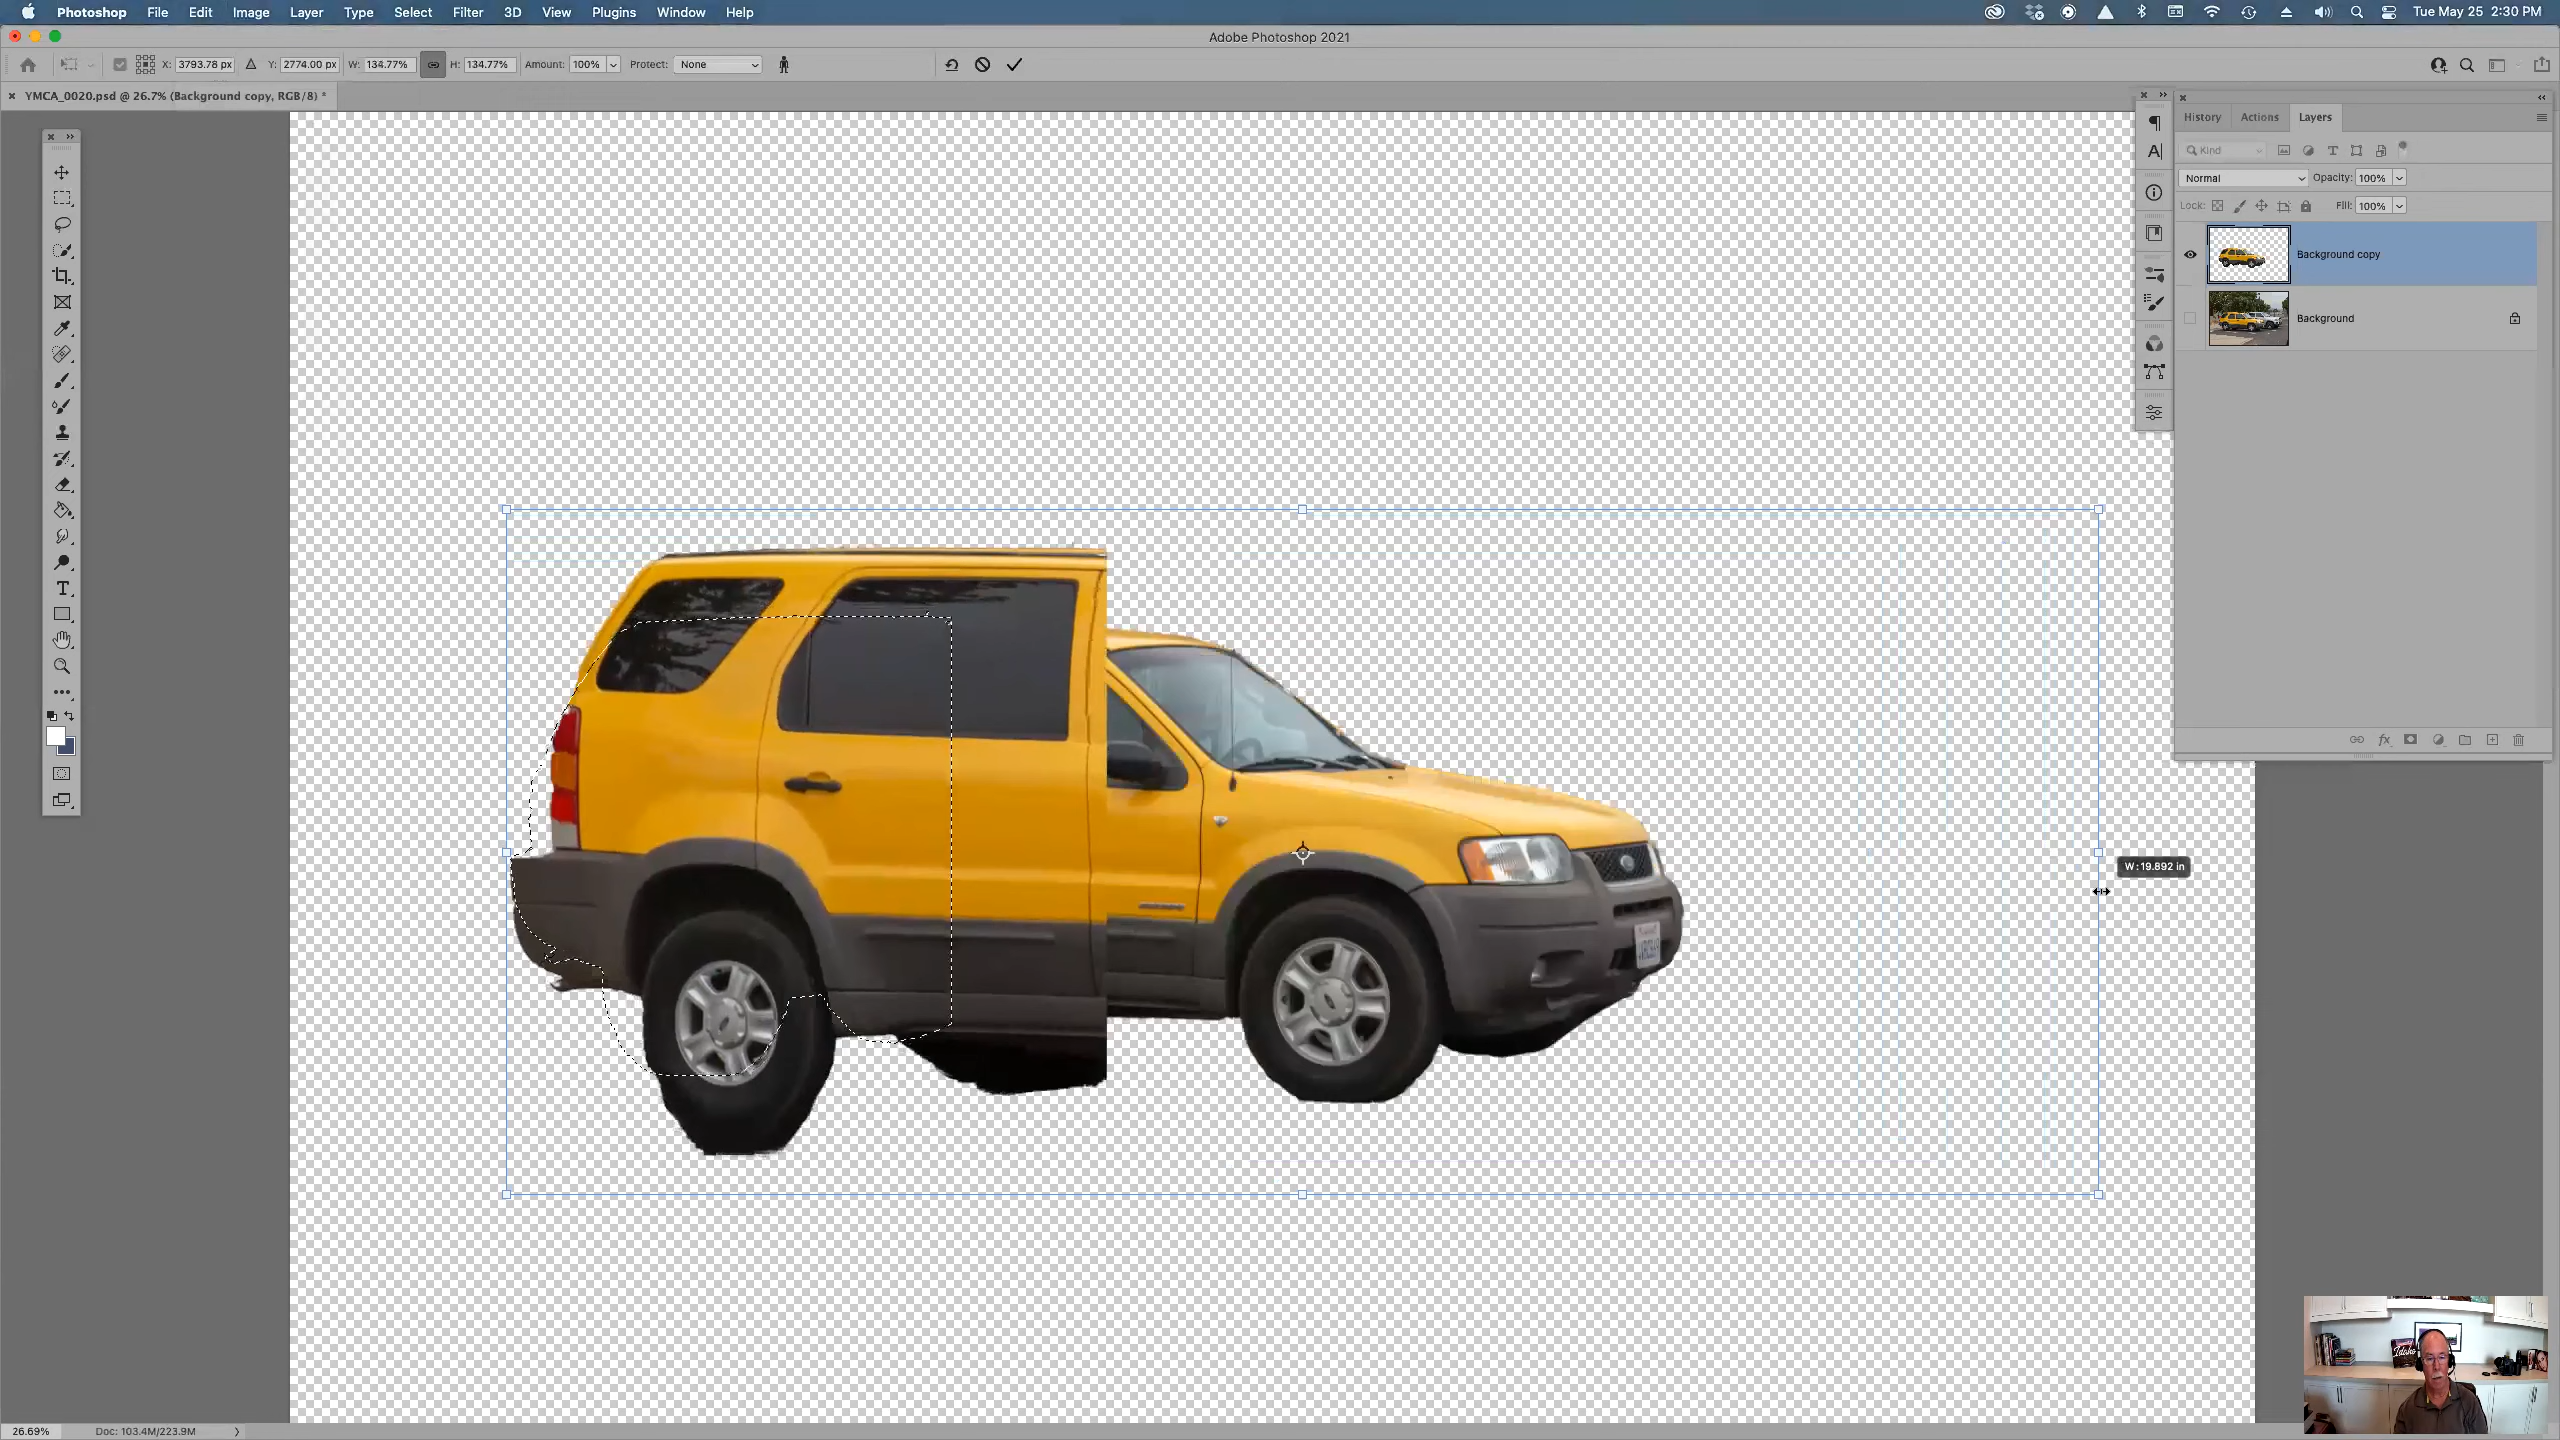 Photoshop File Edit Image Layer Type Select Filter 3D View Plugins Window Help Tue May 25 2:30 PM
Adobe Photoshop 2021
X: 3793.78 px Y: 2774.00 px W: 134.77% H: 134.77% Amount: 100% Protect: None
YMCA_0020.psd @ 26.7% (Background copy, RGB/8) *
History Actions Layers
Kind
Normal Opacity: 100%
Lock: Fill: 100%
Background copy
Background
W: 19.892 in
Idaho
26.69% Doc: 103.4M/223.9M